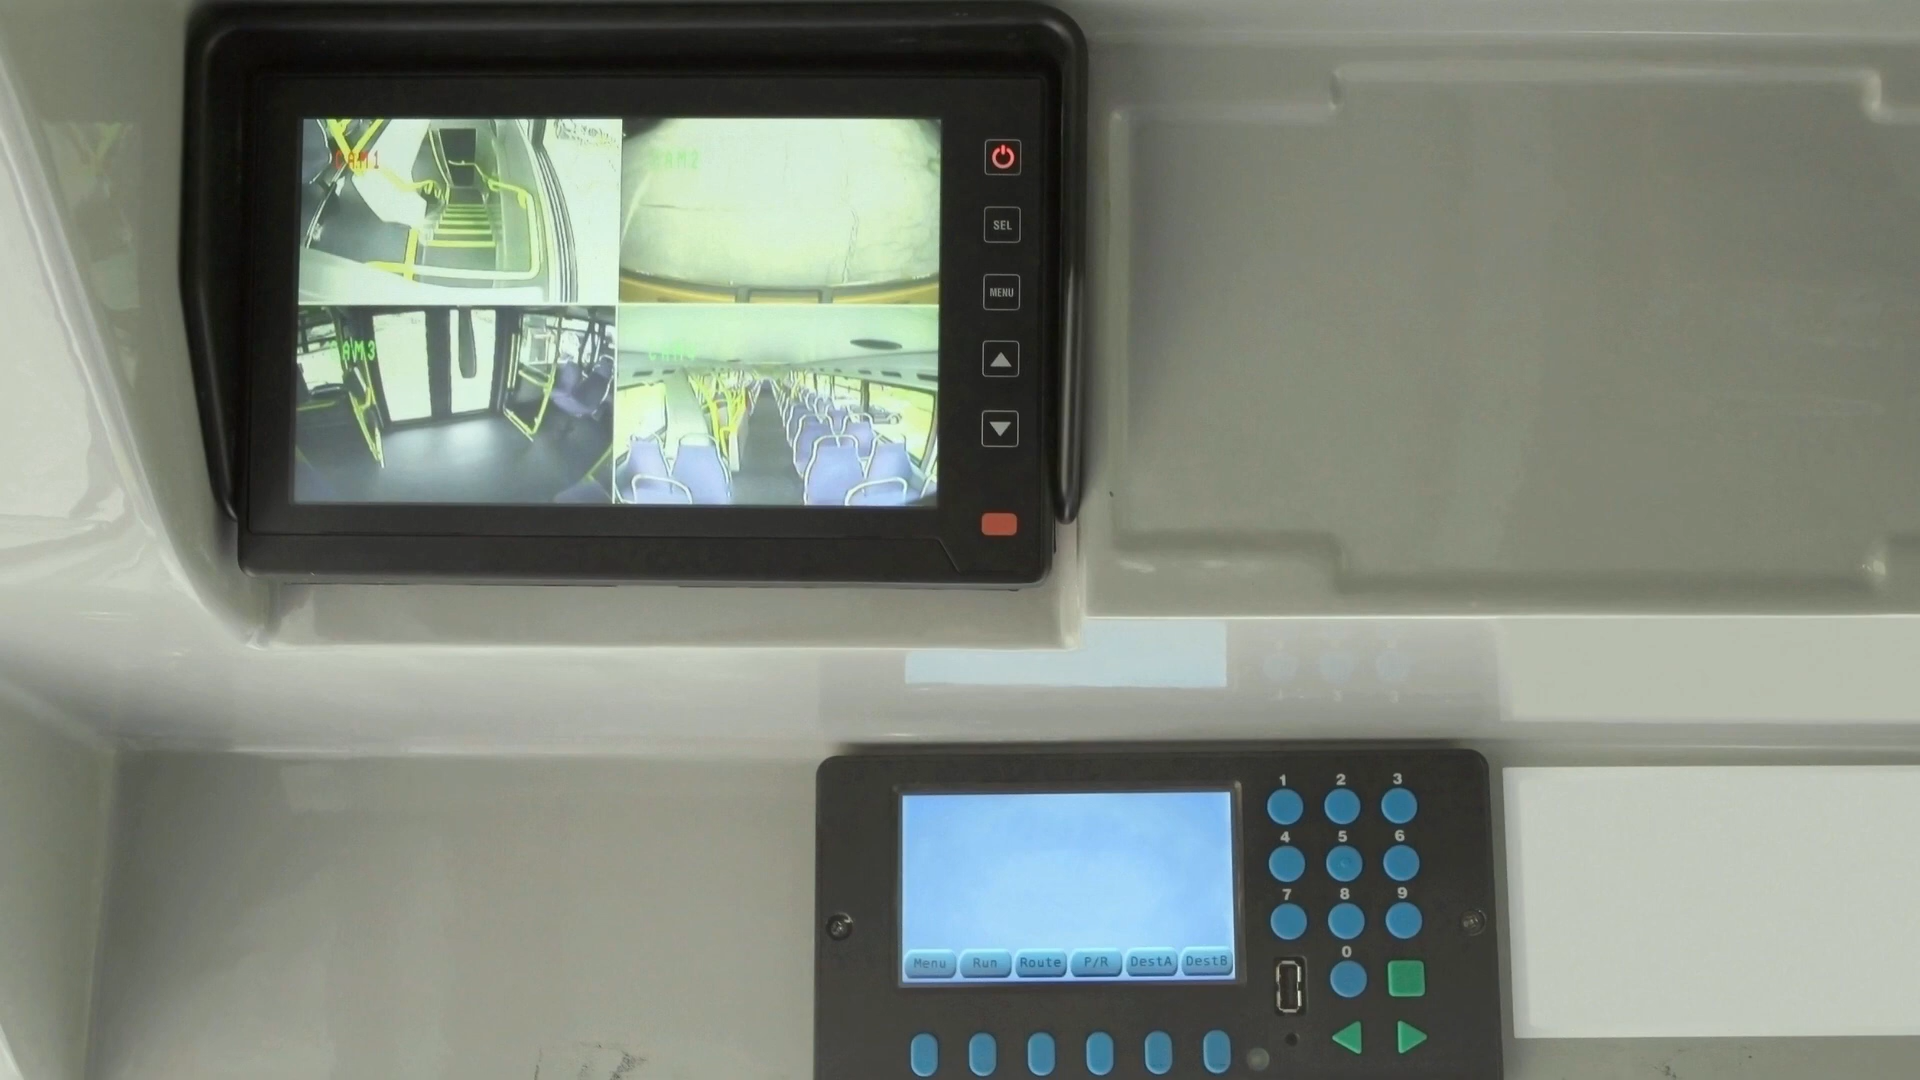 CAM1
CAM2
SEL
MENU
CAM3
1 2 3
4 5 6
7 8 9
0
Menu Run Route P/R DestA DestB